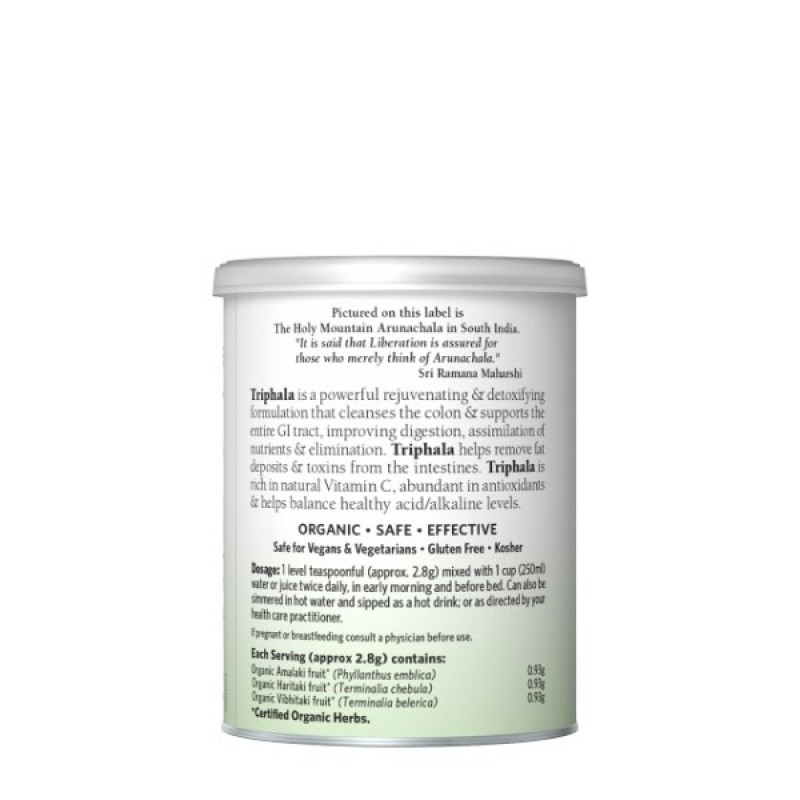 Pictured on this label is
The Holy Mountain Arunachala in South India.
"It is said that Liberation is assured for
those who merely think of Arunachala."
Sri Ramana Maharshi
Triphala is a powerful rejuvenating & detoxifying
formulation that cleanses the colon & supports the
entire GI tract, improving digestion, assimilation of
nutrients & elimination. Triphala helps remove fat
deposits & toxins from the intestines. Triphala is
rich in natural Vitamin C, abundant in antioxidants
& helps balance healthy acid/alkaline levels.
ORGANIC • SAFE • EFFECTIVE
Safe for Vegans & Vegetarians • Gluten Free • Kosher
Dosage: 1 level teaspoonful (approx. 2.8g) mixed with 1 cup (250ml)
water or juice twice daily, in early morning and before bed. Can also be
simmered in hot water and sipped as a hot drink; or as directed by your
health care practitioner.
If pregnant or breastfeeding consult a physician before use.
Each Serving (approx 2.8g) contains:
Organic Amalaki fruit* (Phyllanthus emblica) 0.93g
Organic Haritaki fruit* (Terminalia chebula) 0.93g
Organic Vibhitaki fruit* (Terminalia belerica) 0.93g
*Certified Organic Herbs.